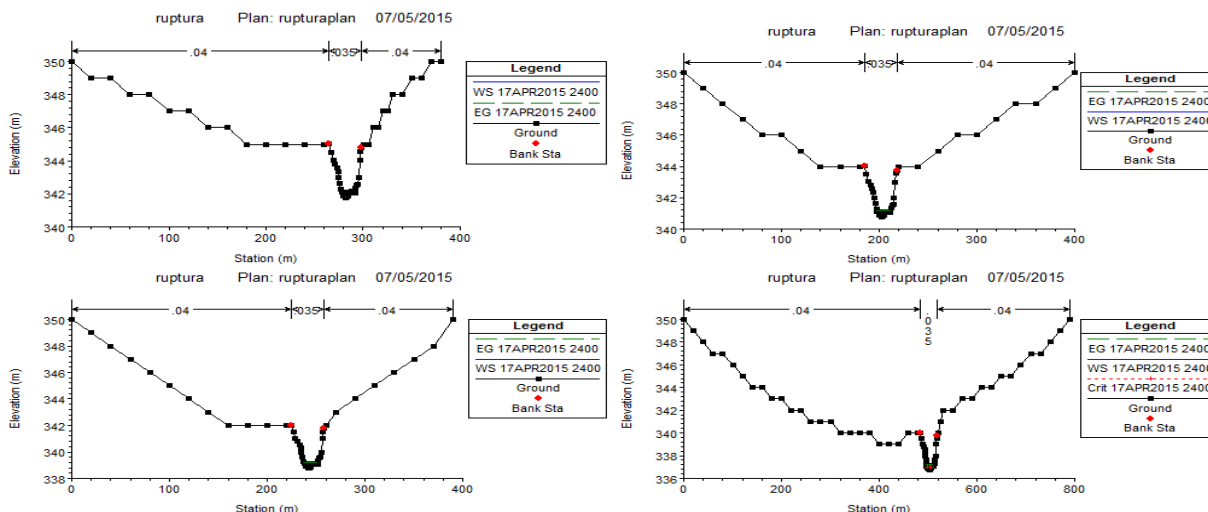 ruptura Plan: rupturaplan 07/05/2015
.04 .035 .04
350
348
346
344
342
340
Elevation (m)
0 100 200 300 400
Station (m)
Legend
WS 17APR2015 2400
EG 17APR2015 2400
Ground
Bank Sta
ruptura Plan: rupturaplan 07/05/2015
.04 .035 .04
350
348
346
344
342
340
Elevation (m)
0 100 200 300 400
Station (m)
Legend
EG 17APR2015 2400
WS 17APR2015 2400
Ground
Bank Sta
ruptura Plan: rupturaplan 07/05/2015
.04 .035 .04
350
348
346
344
342
340
338
Elevation (m)
0 100 200 300 400
Station (m)
Legend
EG 17APR2015 2400
WS 17APR2015 2400
Ground
Bank Sta
ruptura Plan: rupturaplan 07/05/2015
.04 .035 .04
350
348
346
344
342
340
338
336
Elevation (m)
0 200 400 600 800
Station (m)
Legend
EG 17APR2015 2400
WS 17APR2015 2400
Crit 17APR2015 2400
Ground
Bank Sta